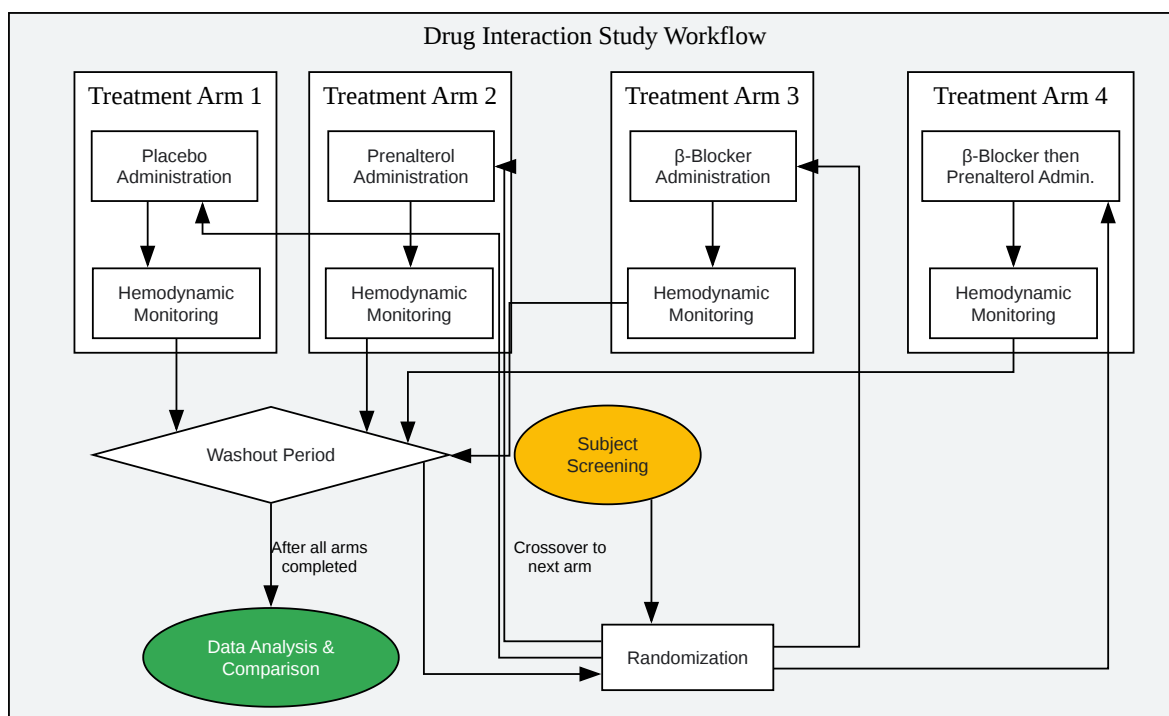 Drug Interaction Study Workflow
Treatment Arm 1
Placebo
Administration
Hemodynamic
Monitoring
Treatment Arm 2
Prenalterol
Administration
Hemodynamic
Monitoring
Treatment Arm 3
β-Blocker
Administration
Hemodynamic
Monitoring
Treatment Arm 4
β-Blocker then
Prenalterol Admin.
Hemodynamic
Monitoring
Washout Period
Subject
Screening
After all arms
completed
Crossover to
next arm
Data Analysis &
Comparison
Randomization